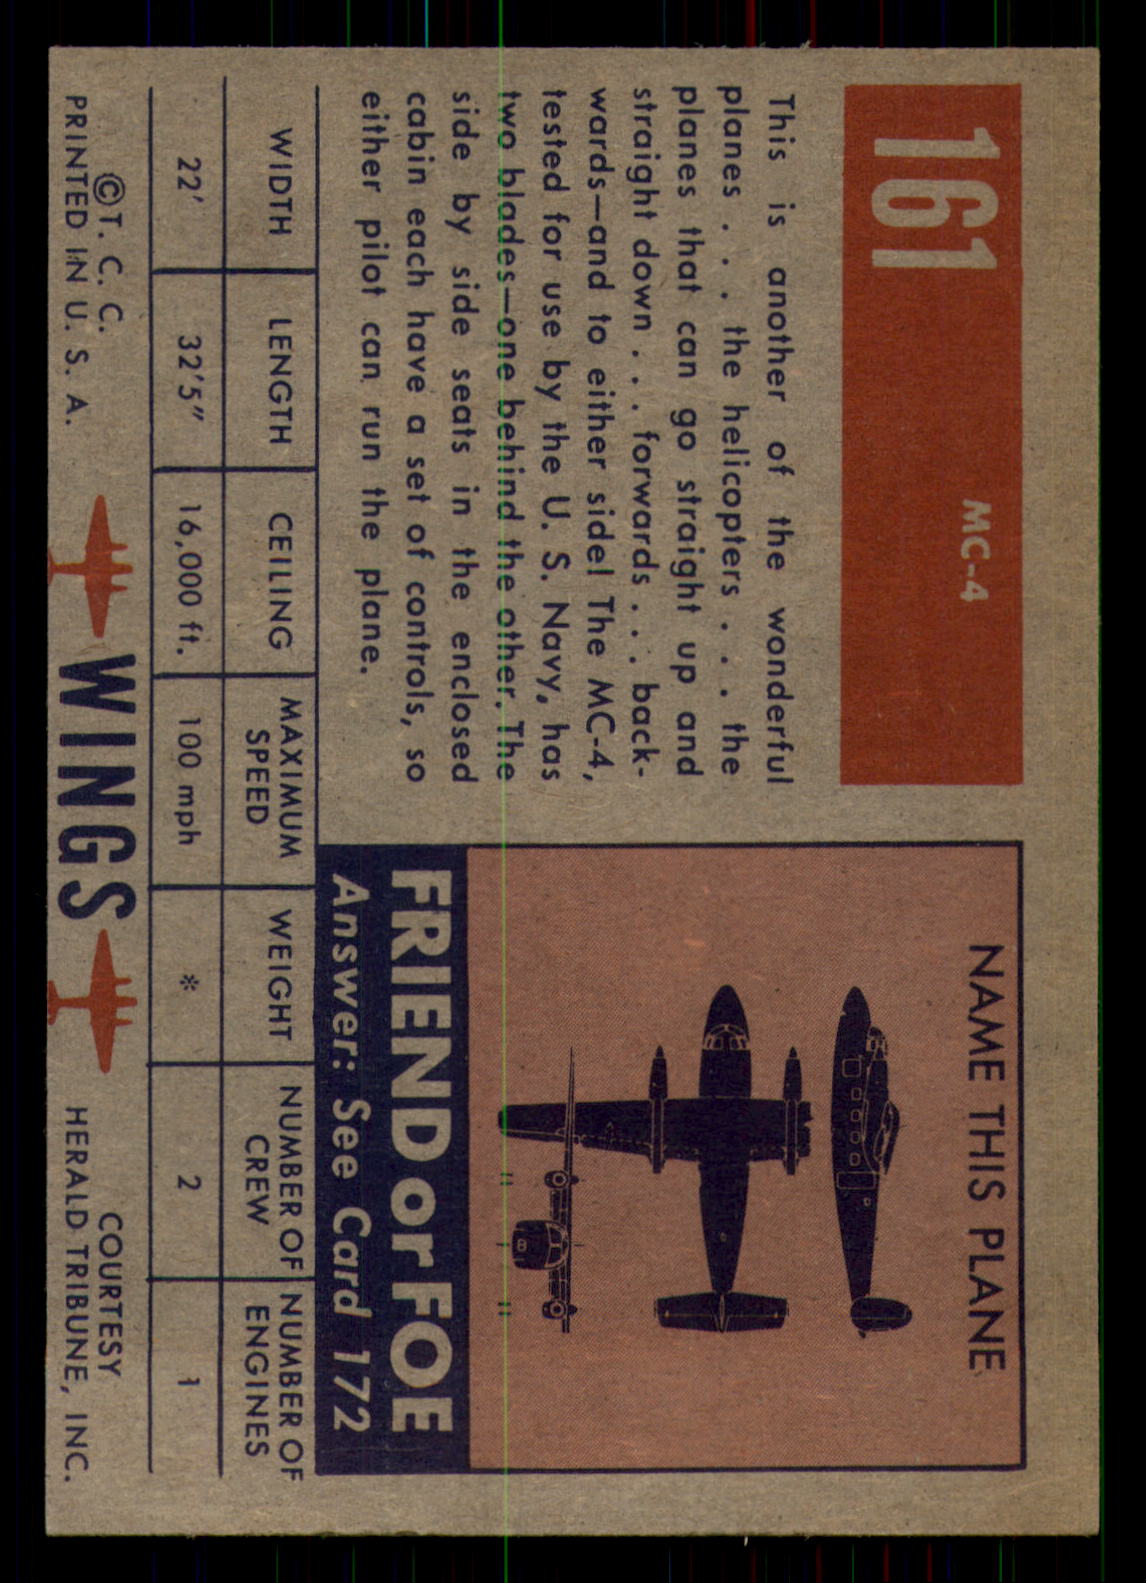 161
MC-4
This is another of the wonderful
planes . . . the helicopters . . . the
planes that can go straight up and
straight down . . . forwards . . . back-
wards—and to either side! The MC-4,
tested for use by the U. S. Navy, has
two blades—one behind the other. The
side by side seats in the enclosed
cabin each have a set of controls, so
either pilot can run the plane.
NAME THIS PLANE
FRIEND or FOE
Answer: See Card 172
WIDTH LENGTH CEILING MAXIMUM SPEED WEIGHT NUMBER OF CREW NUMBER OF ENGINES
22' 32'5" 16,000 ft. 100 mph * 2 1
©T. C. C.
PRINTED IN U. S. A.
WINGS
COURTESY
HERALD TRIBUNE, INC.